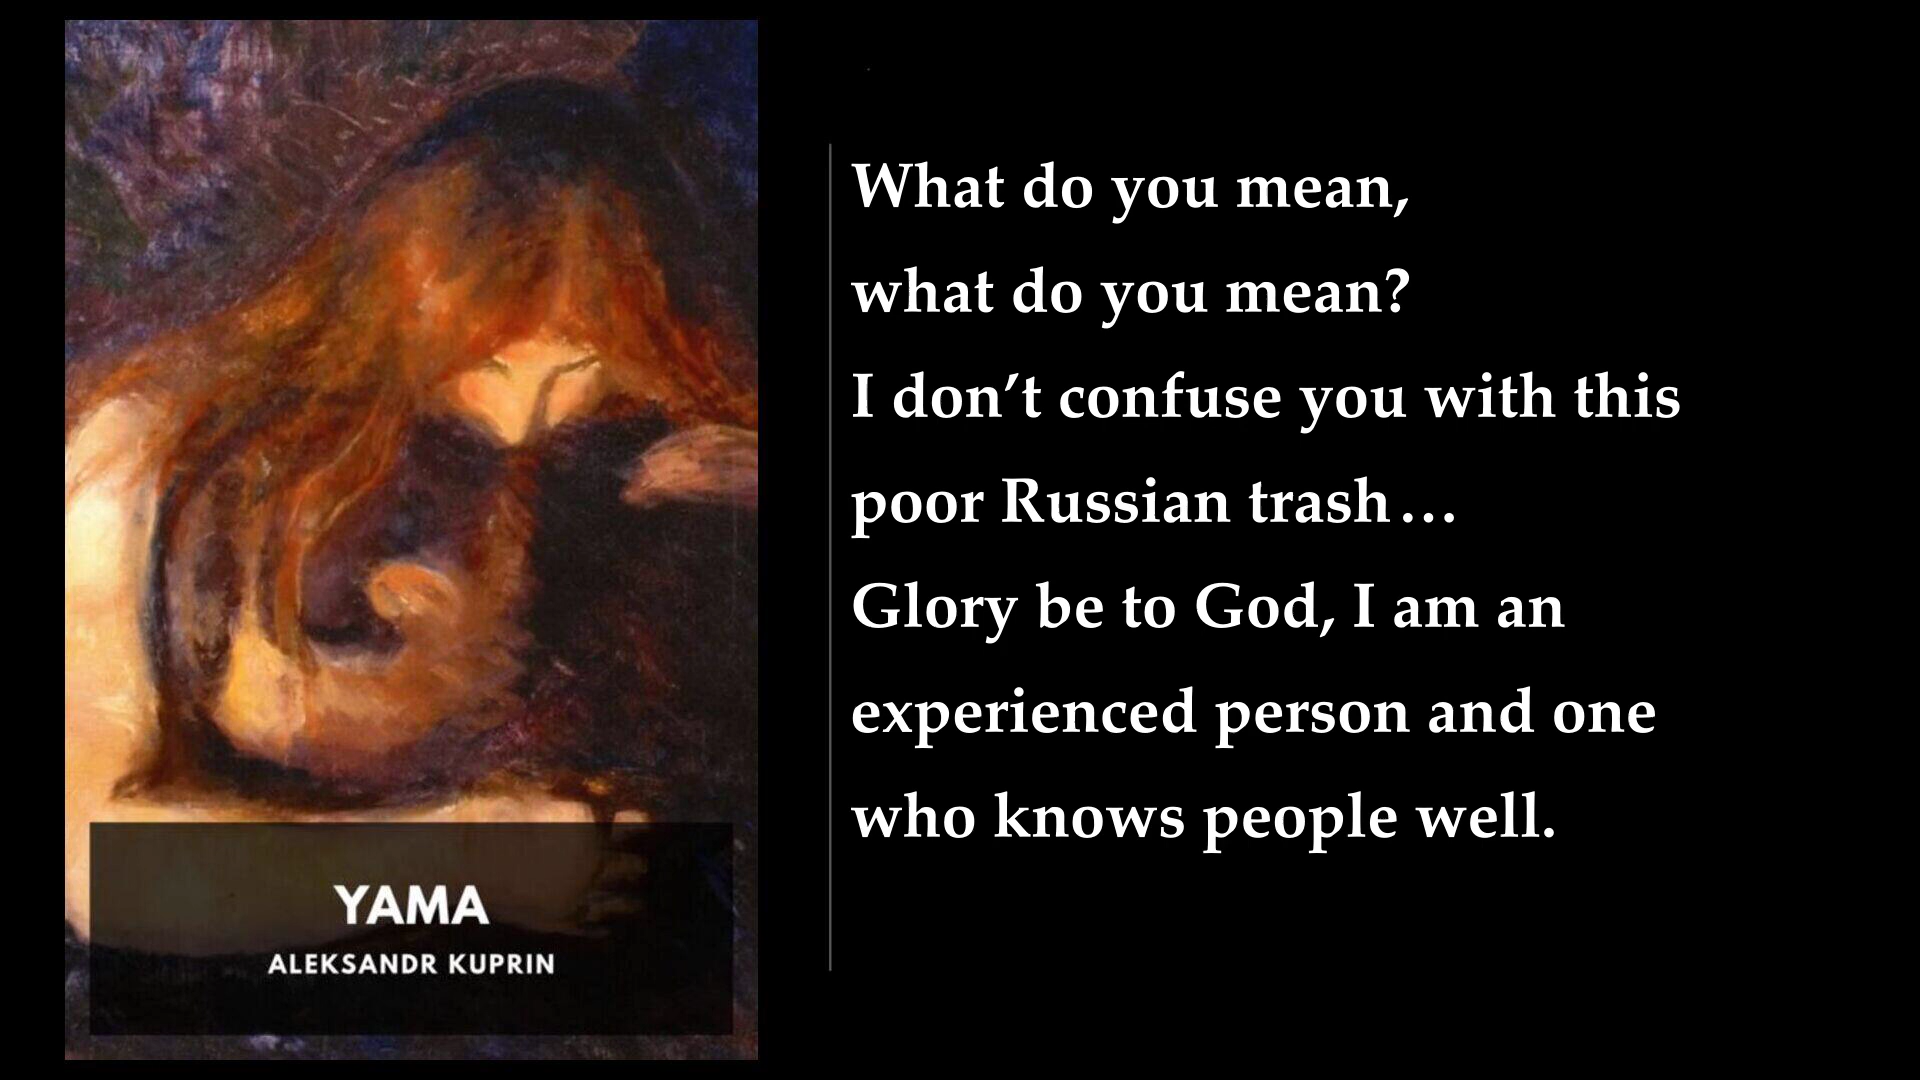 What do you mean,
what do you mean?
I don’t confuse you with this
poor Russian trash…
Glory be to God, I am an
experienced person and one
who knows people well.
YAMA
ALEKSANDR KUPRIN